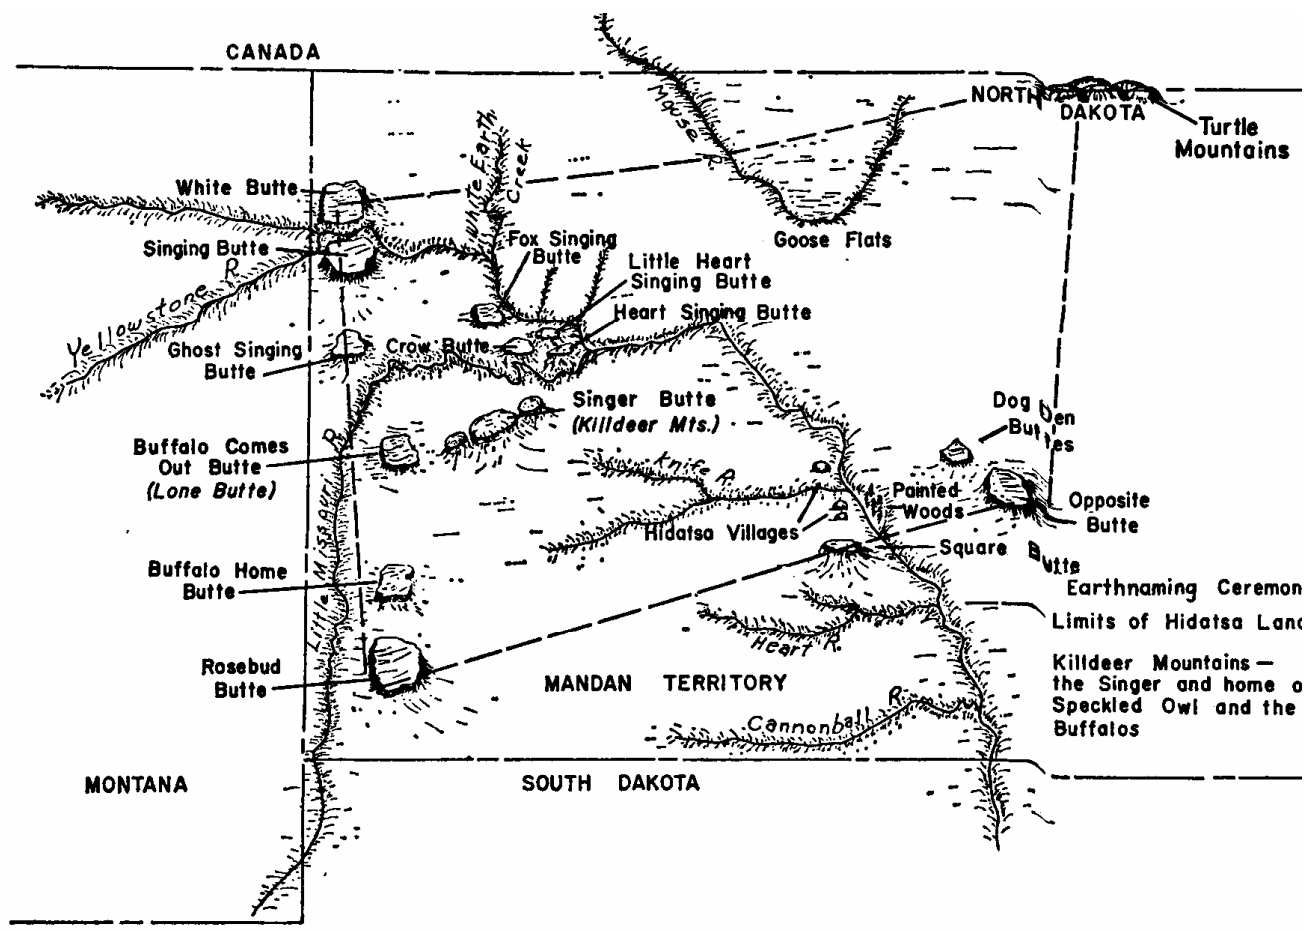 CANADA
NORTH
DAKOTA
Turtle
Mountains
Mouse R.
White Earth
Creek
White Butte
Singing Butte
Goose Flats
Fox Singing
Butte
Little Heart
Singing Butte
Yellowstone R.
Heart Singing Butte
Ghost Singing
Butte
Crow Butte
Singer Butte
(Killdeer Mts.)
Dog Den
Buttes
Buffalo Comes
Out Butte
(Lone Butte)
Knife R.
Painted
Woods
Opposite
Butte
Hidatsa Villages
Square Butte
Little Missouri R.
Buffalo Home
Butte
Earthnaming Ceremon
Limits of Hidatsa Land
Heart R.
Rosebud
Butte
MANDAN TERRITORY
Killdeer Mountains —
the Singer and home o
Speckled Owl and the
Buffalos
Cannonball R.
MONTANA
SOUTH DAKOTA